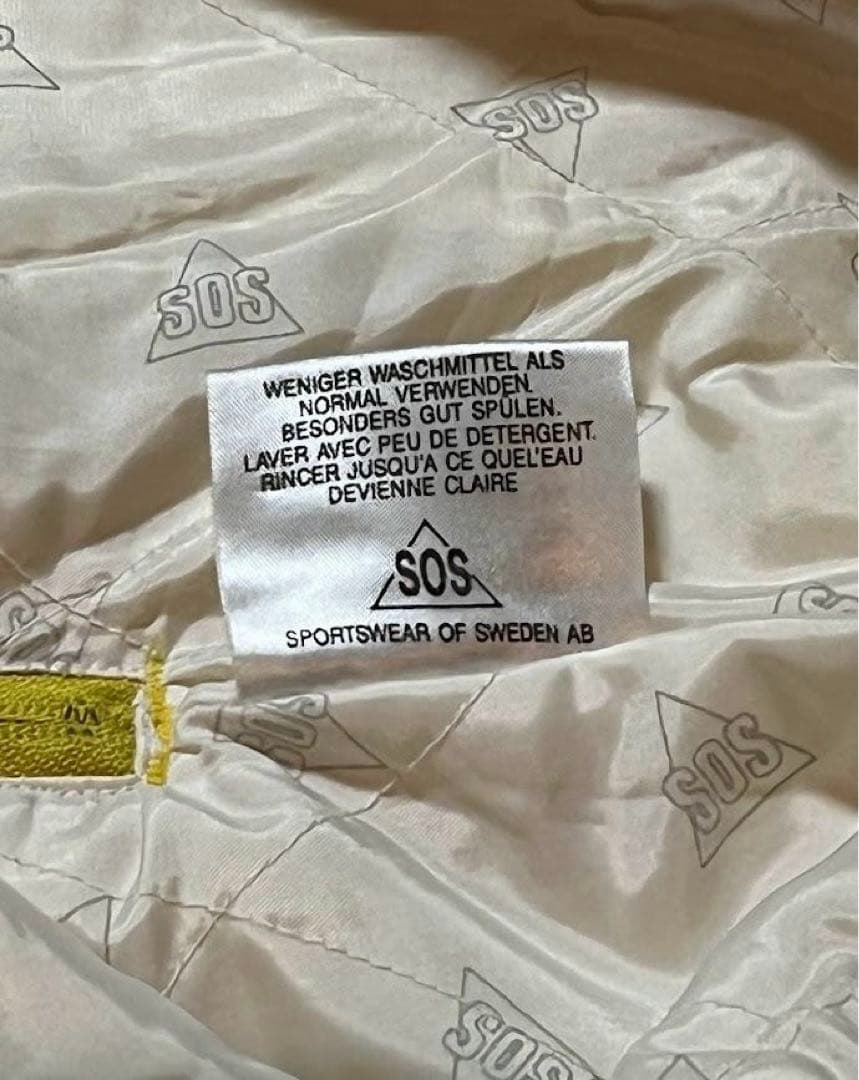 SOS
SOS
WENIGER WASCHMITTEL ALS
NORMAL VERWENDEN.
BESONDERS GUT SPÜLEN.
LAVER AVEC PEU DE DETERGENT.
RINCER JUSQU'A CE QUEL'EAU
DEVIENNE CLAIRE
SOS
SPORTSWEAR OF SWEDEN AB
SOS
SOS
SOS